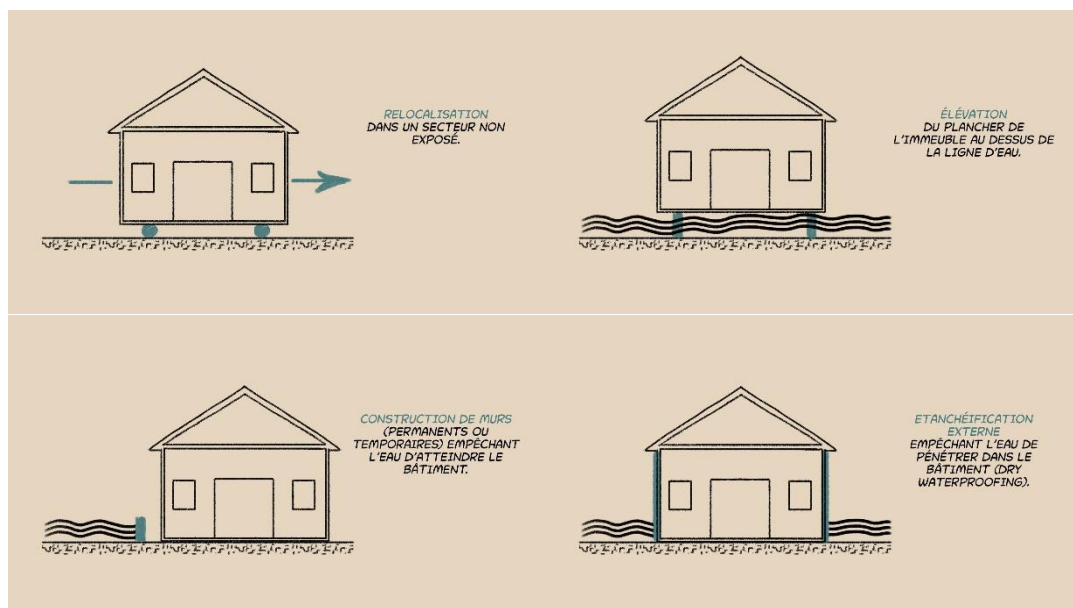 RELOCALISATION
DANS UN SECTEUR NON
EXPOSÉ.
ÉLÉVATION
DU PLANCHER DE
L'IMMEUBLE AU DESSUS DE
LA LIGNE D'EAU.
CONSTRUCTION DE MURS
(PERMANENTS OU
TEMPORAIRES) EMPÊCHANT
L'EAU D'ATTEINDRE LE
BÂTIMENT.
ETANCHÉIFICATION
EXTERNE
EMPÊCHANT L'EAU DE
PÉNÉTRER DANS LE
BÂTIMENT (DRY
WATERPROOFING).